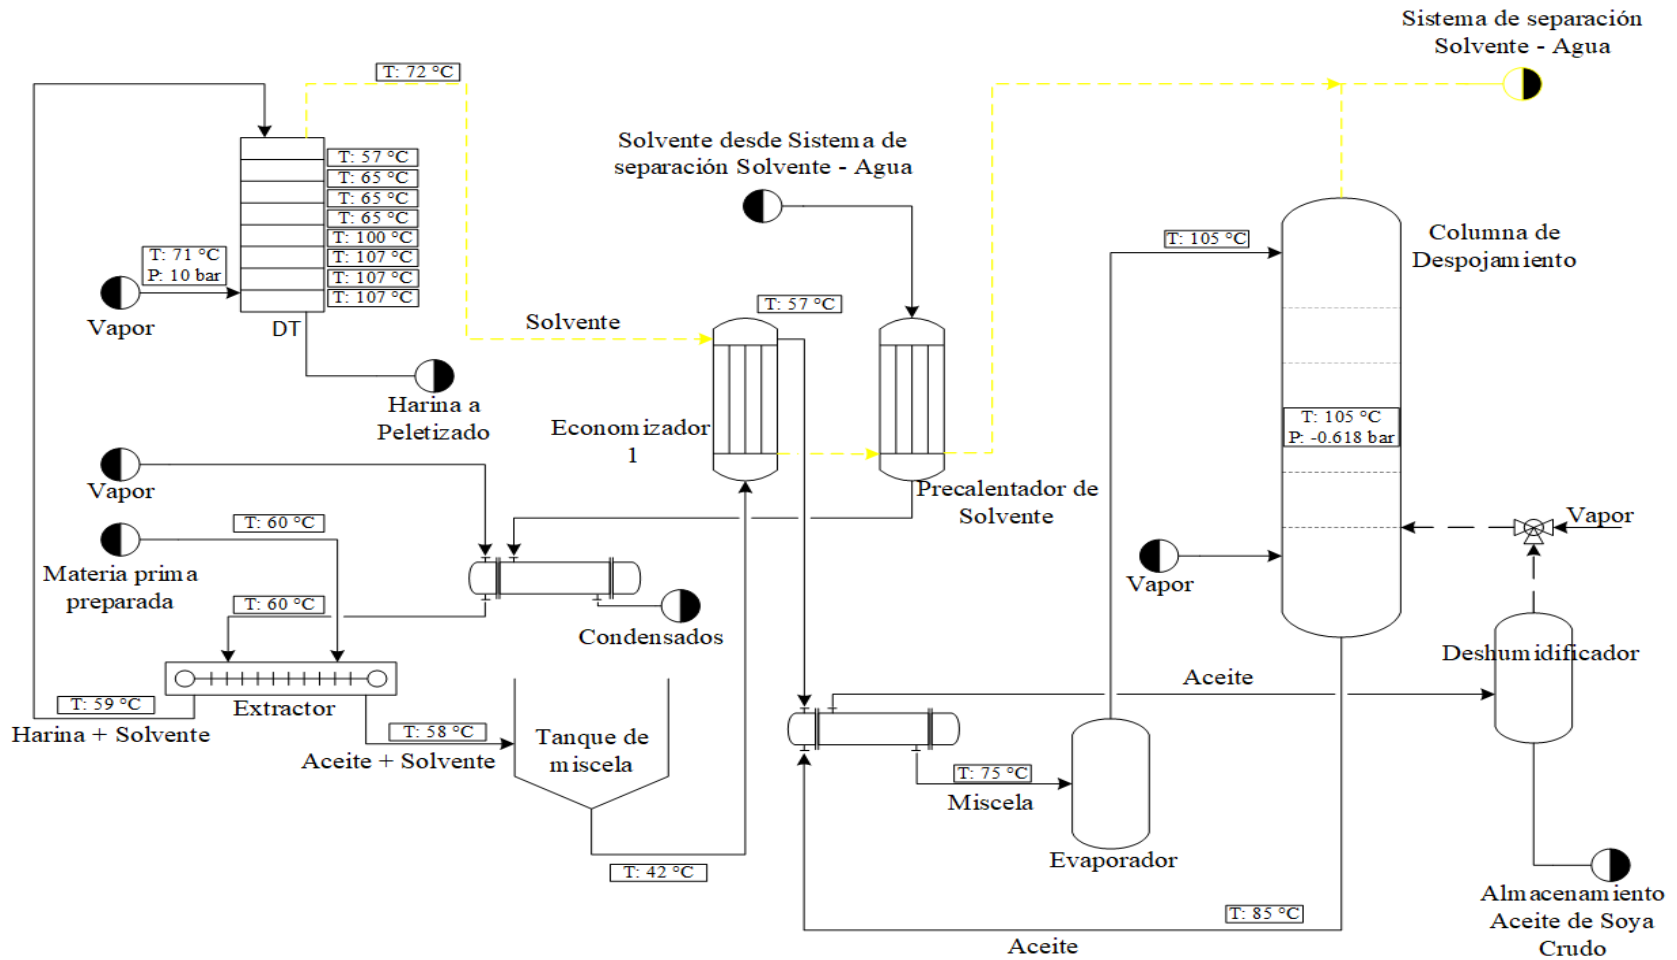 Sistema de separación
Solvente - Agua
T: 72 °C
Solvente desde Sistema de
separación Solvente - Agua
T: 57 °C
T: 65 °C
T: 65 °C
T: 65 °C
T: 100 °C
T: 107 °C
T: 107 °C
T: 107 °C
T: 71 °C
P: 10 bar
Vapor
DT
Solvente
T: 57 °C
T: 105 °C
Columna de
Despojamiento
Harina a
Peletizado
Economizador
1
T: 105 °C
P: -0.618 bar
Vapor
Precalentador de
Solvente
T: 60 °C
Materia prima
preparada
T: 60 °C
Condensados
Vapor
Vapor
Deshumidificador
Extractor
T: 59 °C
Harina + Solvente
T: 58 °C
Aceite + Solvente
Tanque de
miscela
Aceite
T: 75 °C
Miscela
Evaporador
T: 42 °C
T: 85 °C
Aceite
Almacenamiento
Aceite de Soya
Crudo